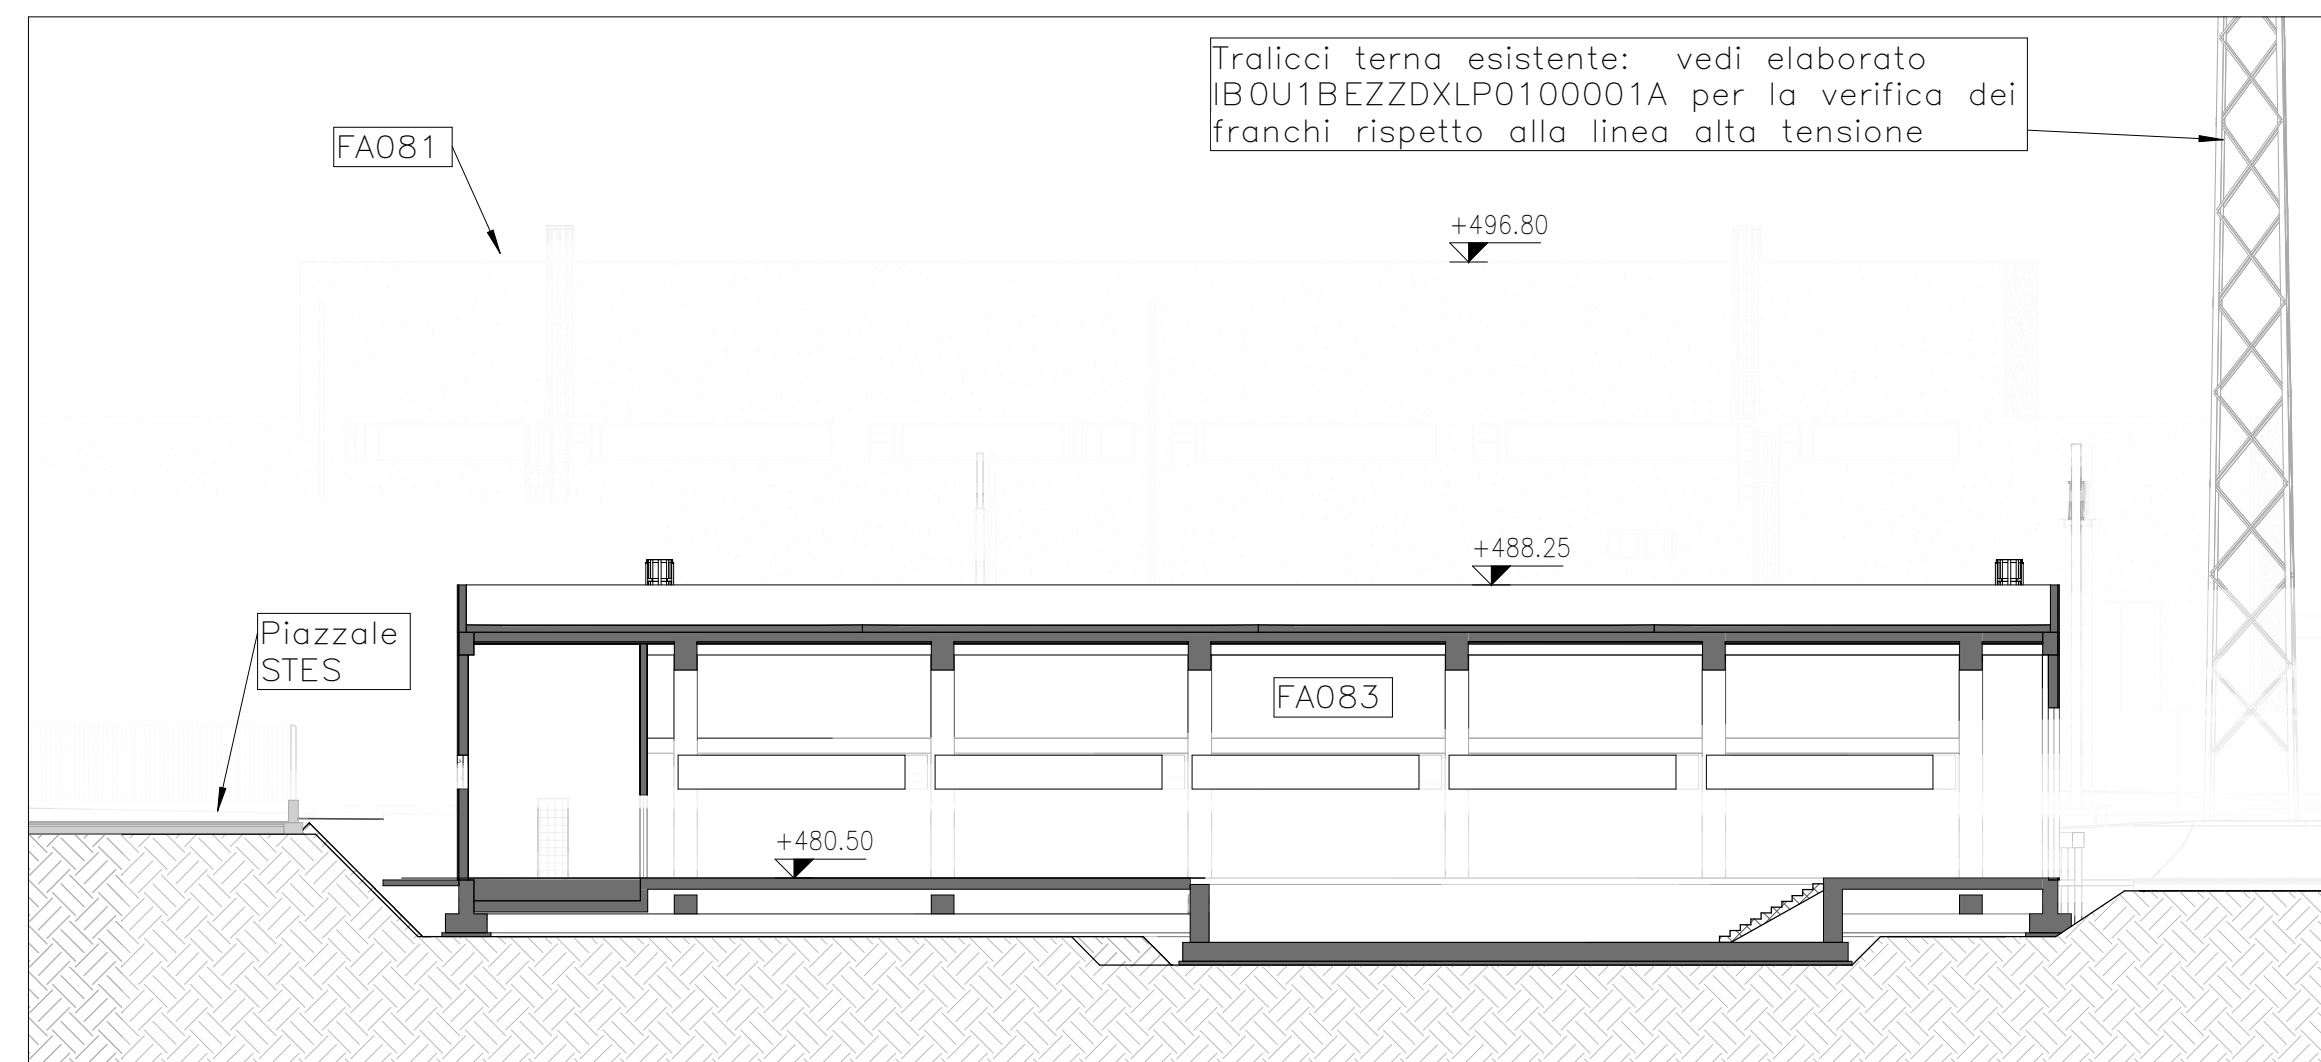 Tralicci terna esistente: vedi elaborato
IB0U1BEZZDXLP0100001A per la verifica dei
franchi rispetto alla linea alta tensione
FA081
+496.80
+488.25
Piazzale
STES
FA083
+480.50